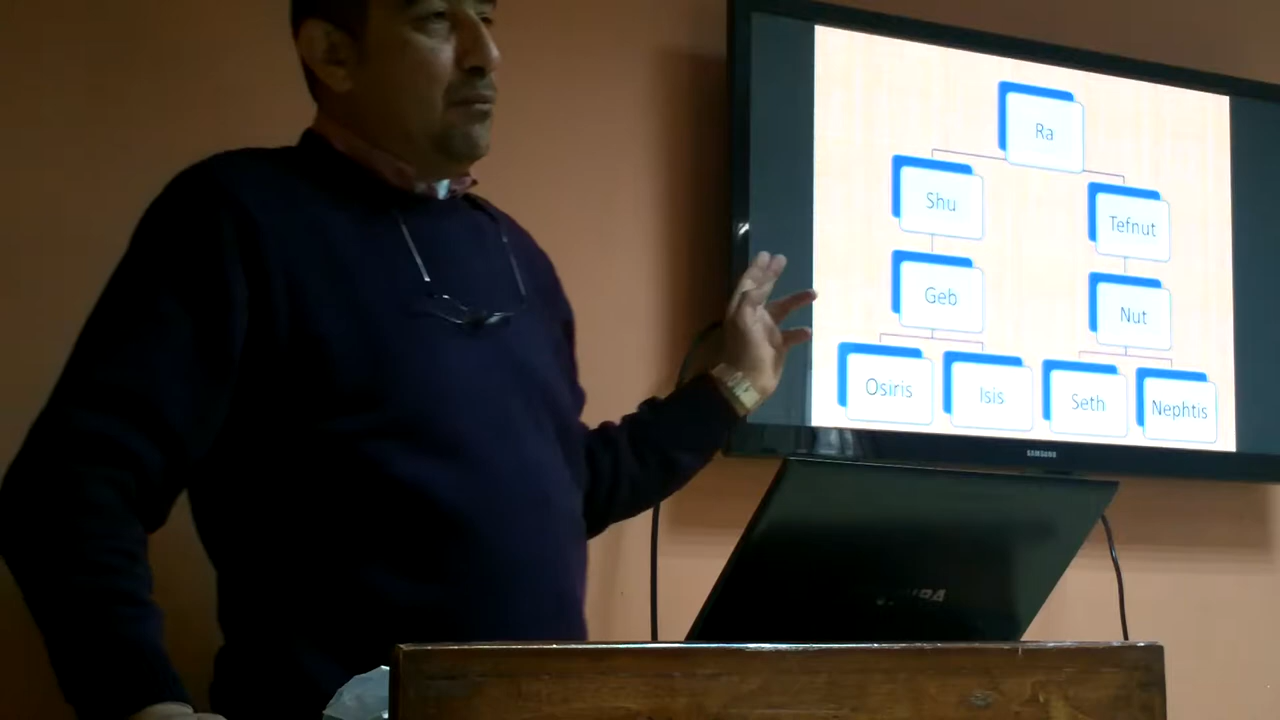 Ra
Shu
Tefnut
Geb
Nut
Osiris
Isis
Seth
Nephtis
SAMSUNG